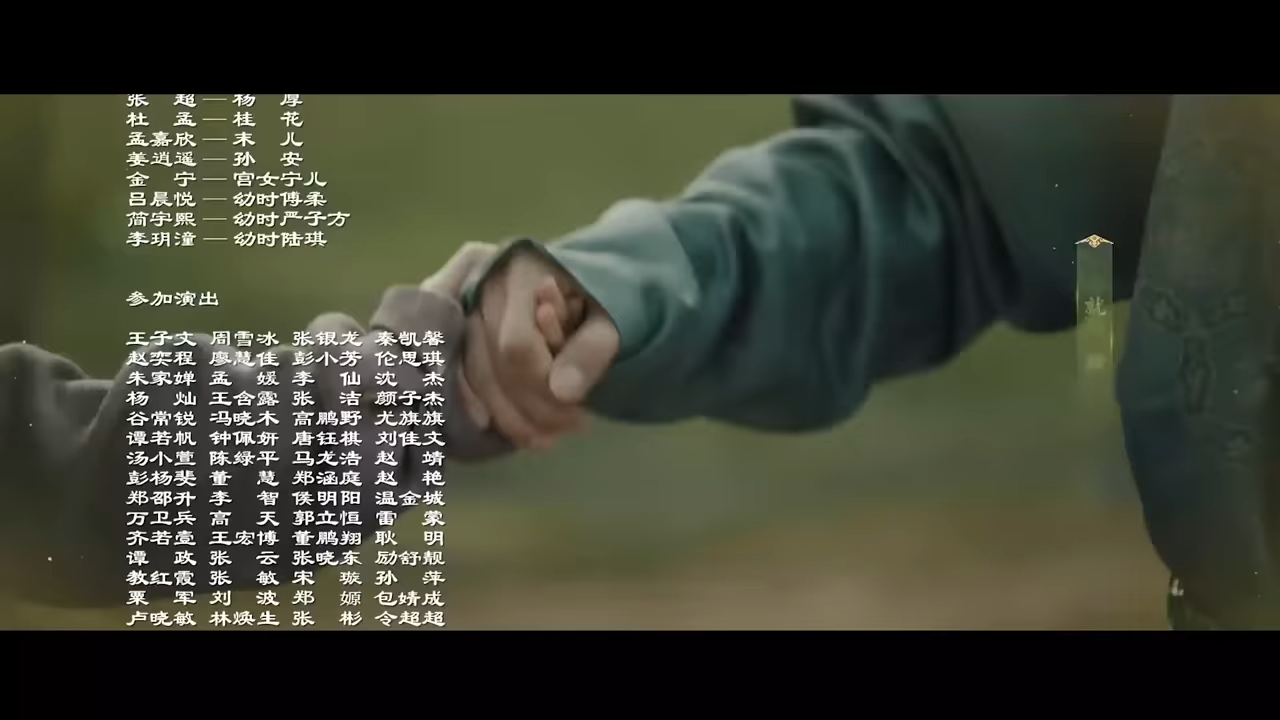 张 超 — 杨 厚
杜 孟 — 桂 花
孟嘉欣 — 末 儿
姜逍遥 — 孙 安
金 宁 — 宫女宁儿
吕晨悦 — 幼时傅柔
简宇熙 — 幼时严子方
李玥潼 — 幼时陆琪
参加演出
王子文 周雪冰 张银龙 秦凯馨
赵奕程 廖慧佳 彭小芳 伦思琪
朱家婵 孟 媛 李 仙 沈 杰
杨 灿 王含露 张 洁 颜子杰
谷常锐 冯晓木 高鹏野 尤旗旗
谭若帆 钟佩妍 唐钰棋 刘佳文
汤小萱 陈绿平 马龙浩 赵 靖
彭杨斐 董 慧 郑涵庭 赵 艳
郑邵升 李 智 侯明阳 温金城
万卫兵 高 天 郭立恒 雷 蒙
齐若壹 王宏博 董鹏翔 耿 明
谭 政 张 云 张晓东 励舒靓
教红霞 张 敏 宋 璇 孙 萍
粟 军 刘 波 郑 嫄 包婧成
卢晓敏 林焕生 张 彬 令超超
就